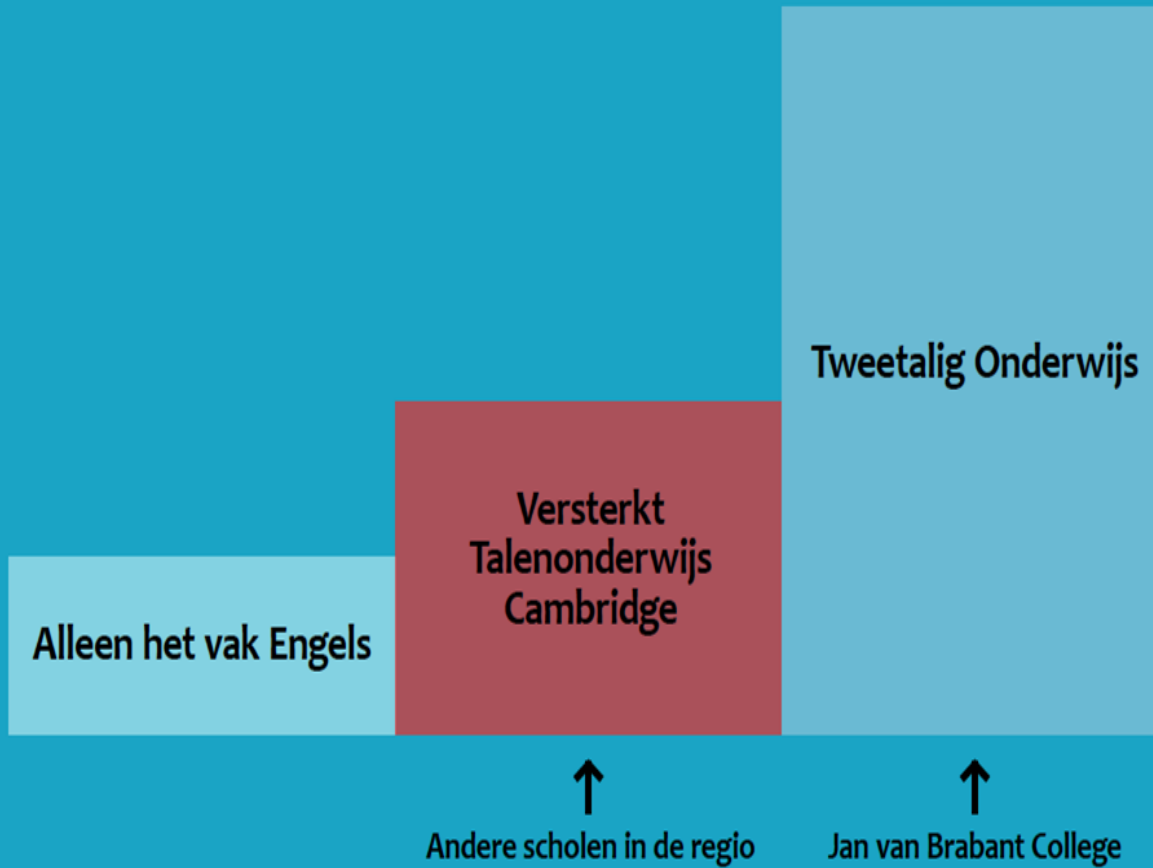 Tweetalig Onderwijs
Versterkt
Talenonderwijs
Cambridge
Alleen het vak Engels
↑ ↑
Andere scholen in de regio
Jan van Brabant College